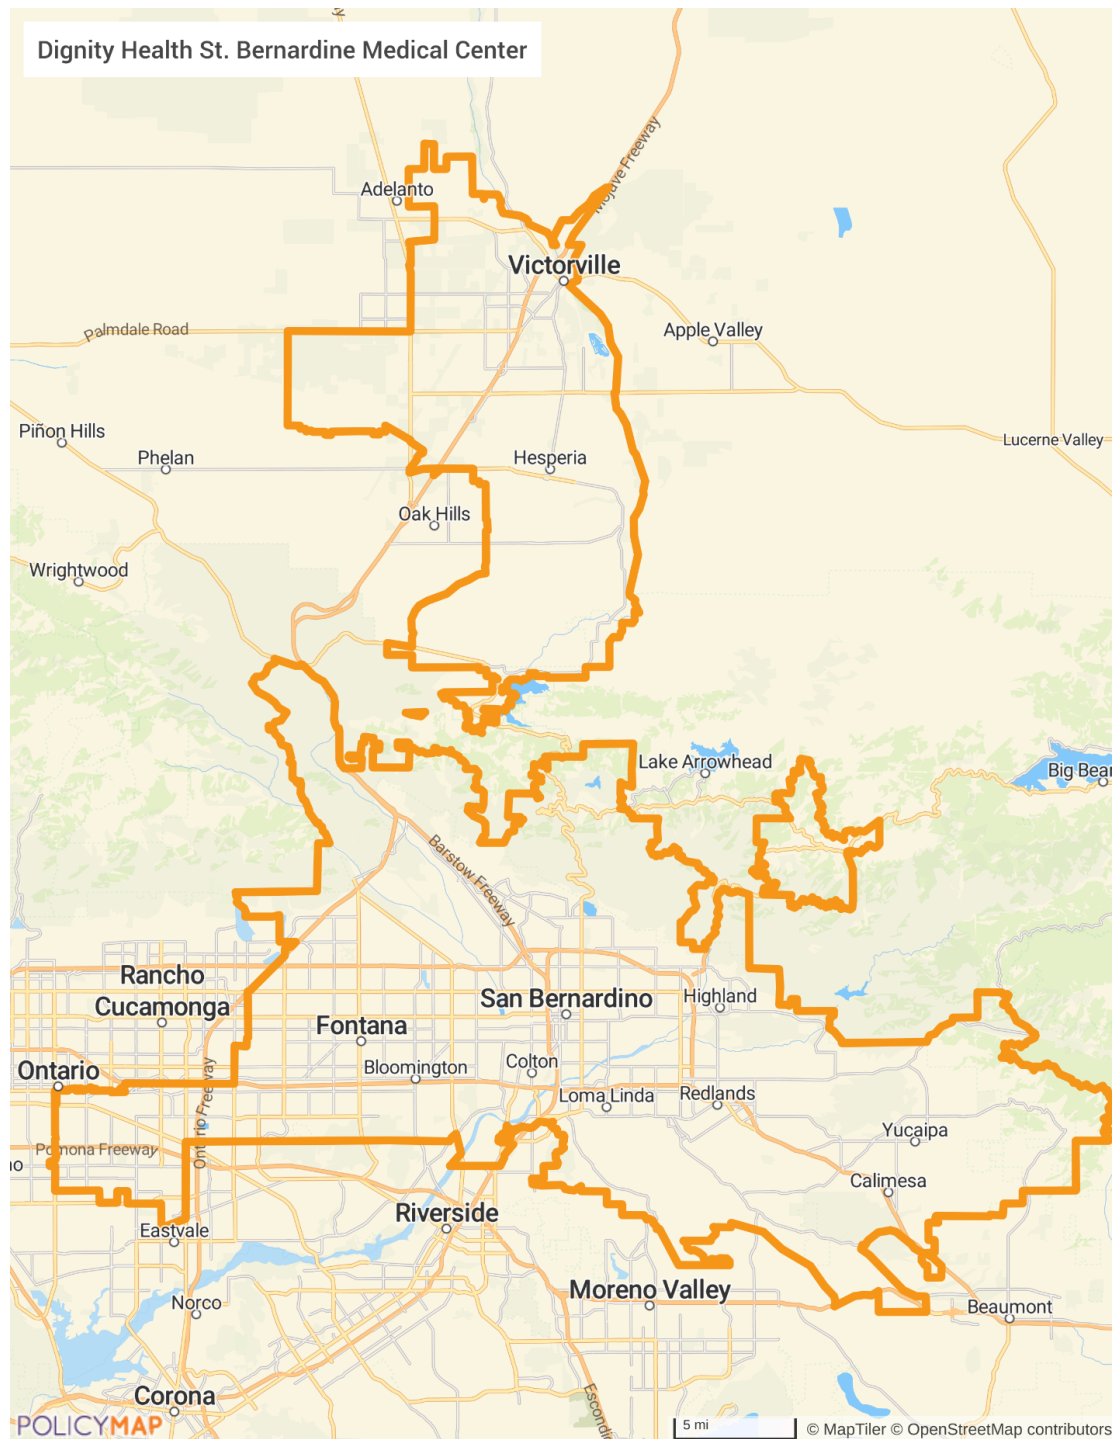 Dignity Health St. Bernardine Medical Center
Mojave Freeway
Adelanto
Victorville
Palmdale Road
Apple Valley
Piñon Hills
Lucerne Valley
Phelan
Hesperia
Oak Hills
Wrightwood
Lake Arrowhead
Big Bear
Barstow Freeway
Rancho
Cucamonga
San Bernardino
Highland
Fontana
Ontario
Bloomington
Colton
Loma Linda
Redlands
Ontario Freeway
Pomona Freeway
Yucaipa
Calimesa
Riverside
Eastvale
Moreno Valley
Norco
Beaumont
Corona
POLICYMAP
5 mi
© MapTiler © OpenStreetMap contributors